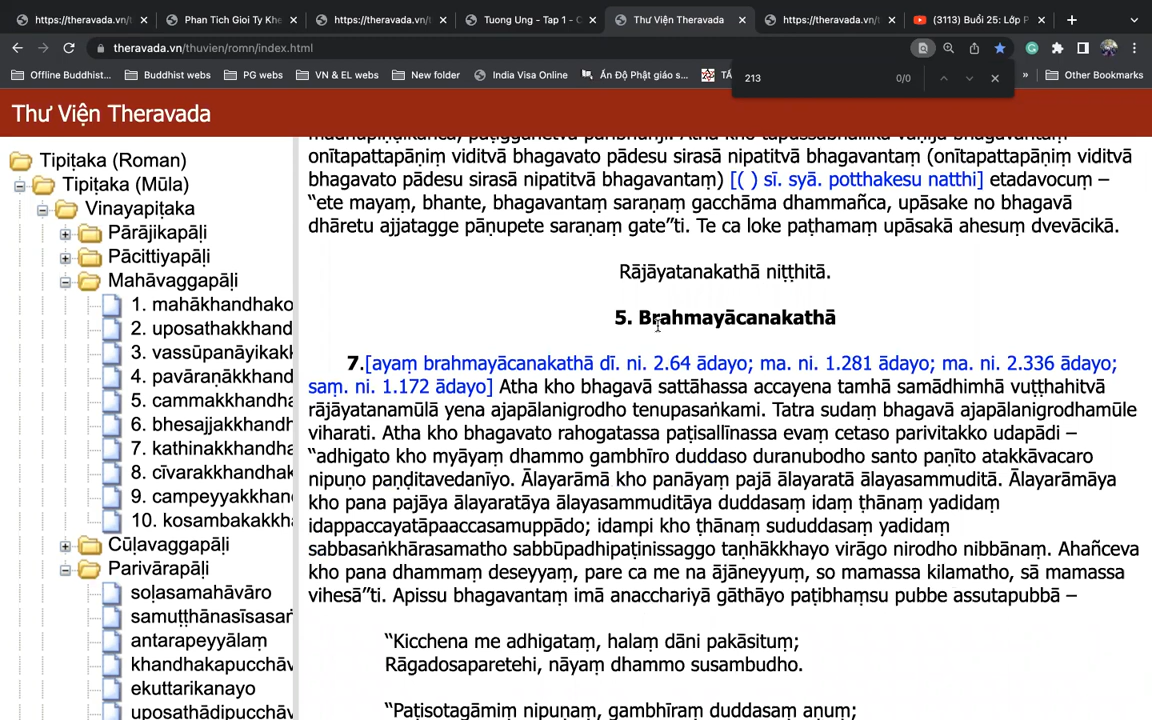 https://theravada.vn/
Phan Tich Gioi Ty Khe
https://theravada.vn/
Tuong Ung - Tap 1 - C
Thư Viện Theravada
https://theravada.vn/
(3113) Buổi 25: Lớp P
theravada.vn/thuvien/romn/index.html
Offline Buddhist...
Buddhist webs
PG webs
VN & EL webs
New folder
India Visa Online
Ấn Độ Phật giáo s...
Other Bookmarks
213
0/0
Thư Viện Theravada
Tipiṭaka (Roman)
Tipiṭaka (Mūla)
Vinayapiṭaka
Pārājikapāḷi
Pācittiyapāḷi
Mahāvaggapāḷi
1. mahākhandhako
2. uposathakkhand
3. vassūpanāyikakk
4. pavāraṇākkhand
5. cammakkhandha
6. bhesajjakkhandh
7. kathinakkhandh
8. cīvarakkhandhak
9. campeyyakkhan
10. kosambakakkh
Cūḷavaggapāḷi
Parivārapāḷi
soḷasamahāvāro
samuṭṭhānasīsasaṅ
antarapeyyālaṃ
khandhakapucchāv
ekuttarikanayo
uposathādipucchāv
onītapattapāṇiṃ viditvā bhagavato pādesu sirasā nipatitvā bhagavantaṃ (onītapattapāṇiṃ viditvā
bhagavato pādesu sirasā nipatitvā bhagavantaṃ) [( ) sī. syā. potthakesu natthi] etadavocuṃ –
“ete mayaṃ, bhante, bhagavantaṃ saraṇaṃ gacchāma dhammañca, upāsake no bhagavā
dhāretu ajjatagge pāṇupete saraṇaṃ gate”ti. Te ca loke paṭhamaṃ upāsakā ahesuṃ dvevācikā.
Rājāyatanakathā niṭṭhitā.
5. Brahmayācanakathā
7.[ayaṃ brahmayācanakathā dī. ni. 2.64 ādayo; ma. ni. 1.281 ādayo; ma. ni. 2.336 ādayo;
saṃ. ni. 1.172 ādayo] Atha kho bhagavā sattāhassa accayena tamhā samādhimhā vuṭṭhahitvā
rājāyatanamūlā yena ajapālanigrodho tenupasaṅkami. Tatra sudaṃ bhagavā ajapālanigrodhamūle
viharati. Atha kho bhagavato rahogatassa paṭisallīnassa evaṃ cetaso parivitakko udapādi –
“adhigato kho myāyaṃ dhammo gambhīro duddaso duranubodho santo paṇīto atakkāvacaro
nipuṇo paṇḍitavedanīyo. Ālayarāmā kho panāyaṃ pajā ālayaratā ālayasammuditā. Ālayarāmāya
kho pana pajāya ālayaratāya ālayasammuditāya duddasaṃ idaṃ ṭhānaṃ yadidaṃ
idappaccayatāpaṭiccasamuppādo; idampi kho ṭhānaṃ sududdasaṃ yadidaṃ
sabbasaṅkhārasamatho sabbūpadhipaṭinissaggo taṇhākkhayo virāgo nirodho nibbānaṃ. Ahañceva
kho pana dhammaṃ deseyyaṃ, pare ca me na ājāneyyuṃ, so mamassa kilamatho, sā mamassa
vihesā”ti. Apissu bhagavantaṃ imā anacchariyā gāthāyo paṭibhaṃsu pubbe assutapubbā –
“Kicchena me adhigataṃ, halaṃ dāni pakāsituṃ;
Rāgadosaparetehi, nāyaṃ dhammo susambudho.
“Paṭisotagāmiṃ nipuṇaṃ, gambhīraṃ duddasaṃ aṇuṃ;